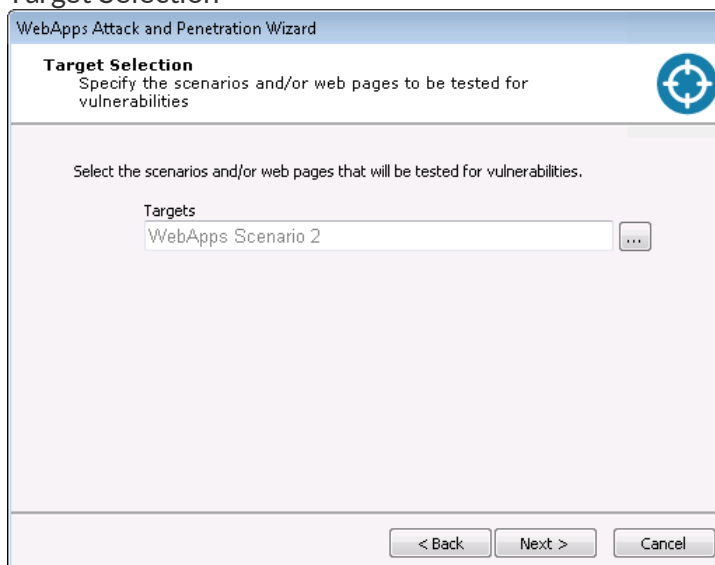 Target Selection
WebApps Attack and Penetration Wizard
Target Selection
Specify the scenarios and/or web pages to be tested for
vulnerabilities
Select the scenarios and/or web pages that will be tested for vulnerabilities.
Targets
WebApps Scenario 2
...
< Back
Next >
Cancel